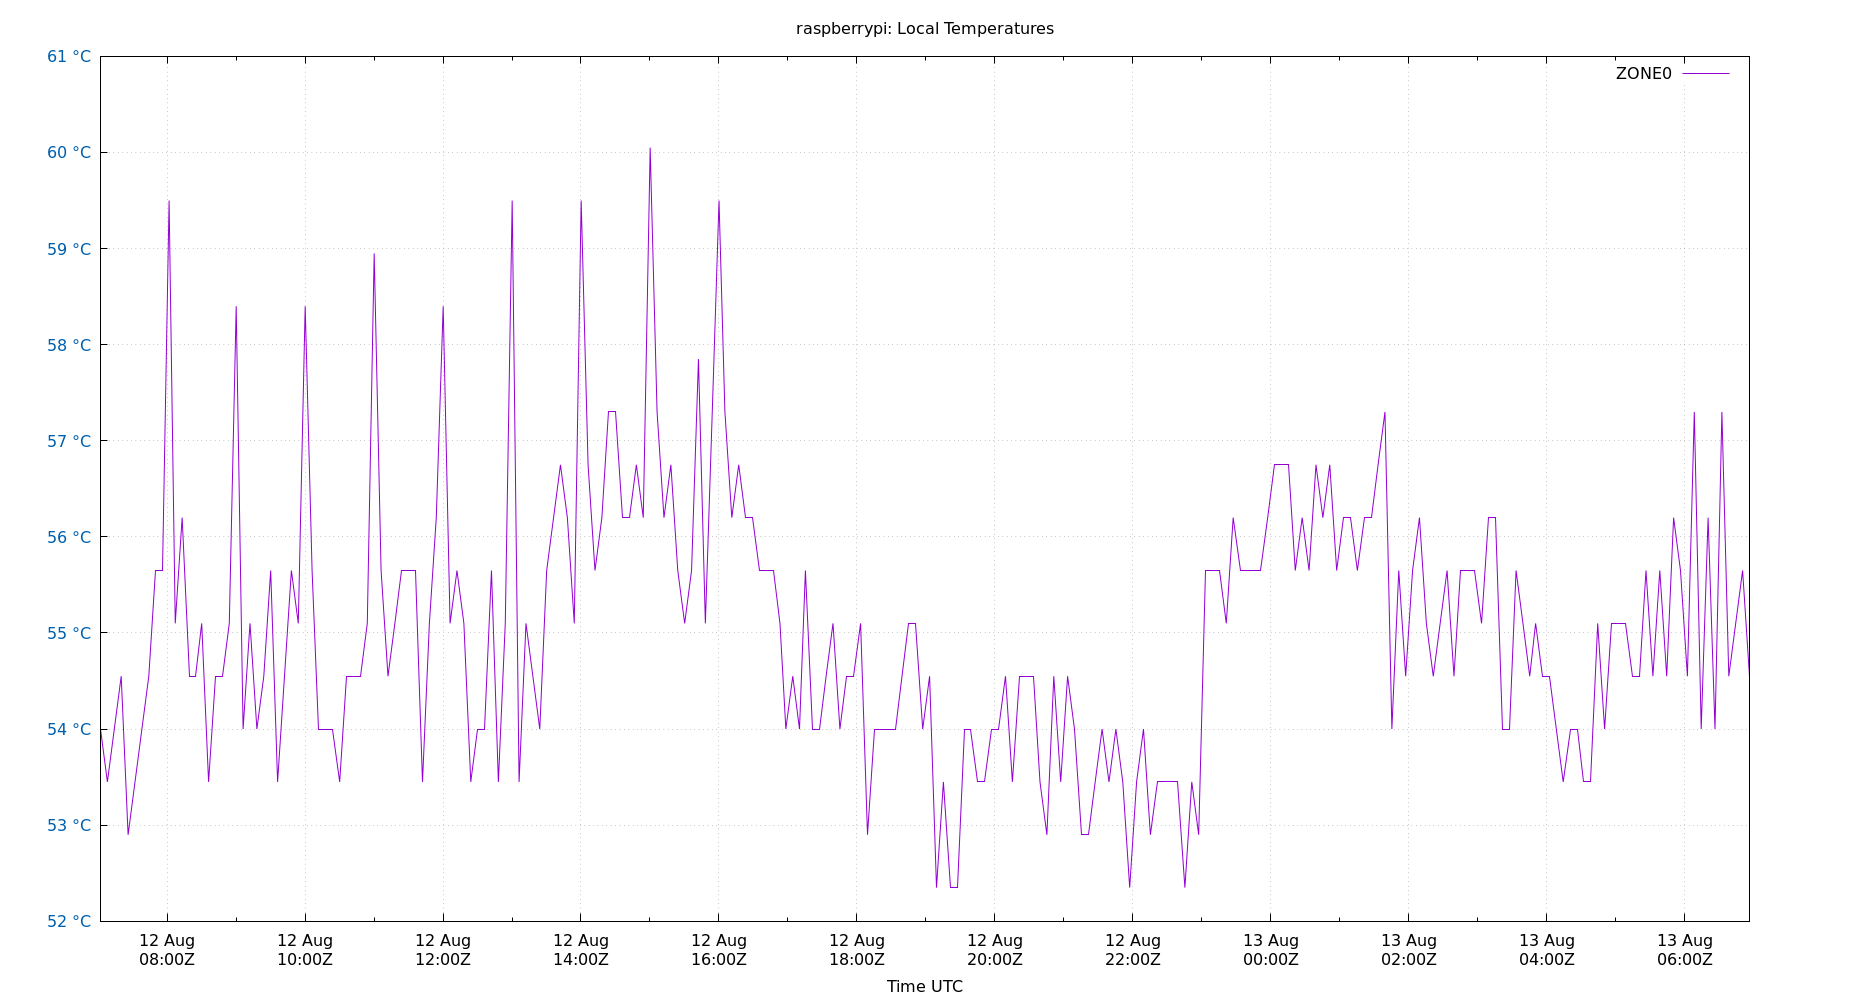 raspberrypi: Local Temperatures
61 °C
ZONE0
60 °C
59 °C
58 °C
57 °C
56 °C
55 °C
54 °C
53 °C
52 °C
12 Aug 12 Aug 12 Aug 12 Aug 12 Aug 12 Aug 12 Aug 12 Aug 13 Aug 13 Aug 13 Aug 13 Aug
08:00Z 10:00Z 12:00Z 14:00Z 16:00Z 18:00Z 20:00Z 22:00Z 00:00Z 02:00Z 04:00Z 06:00Z
Time UTC